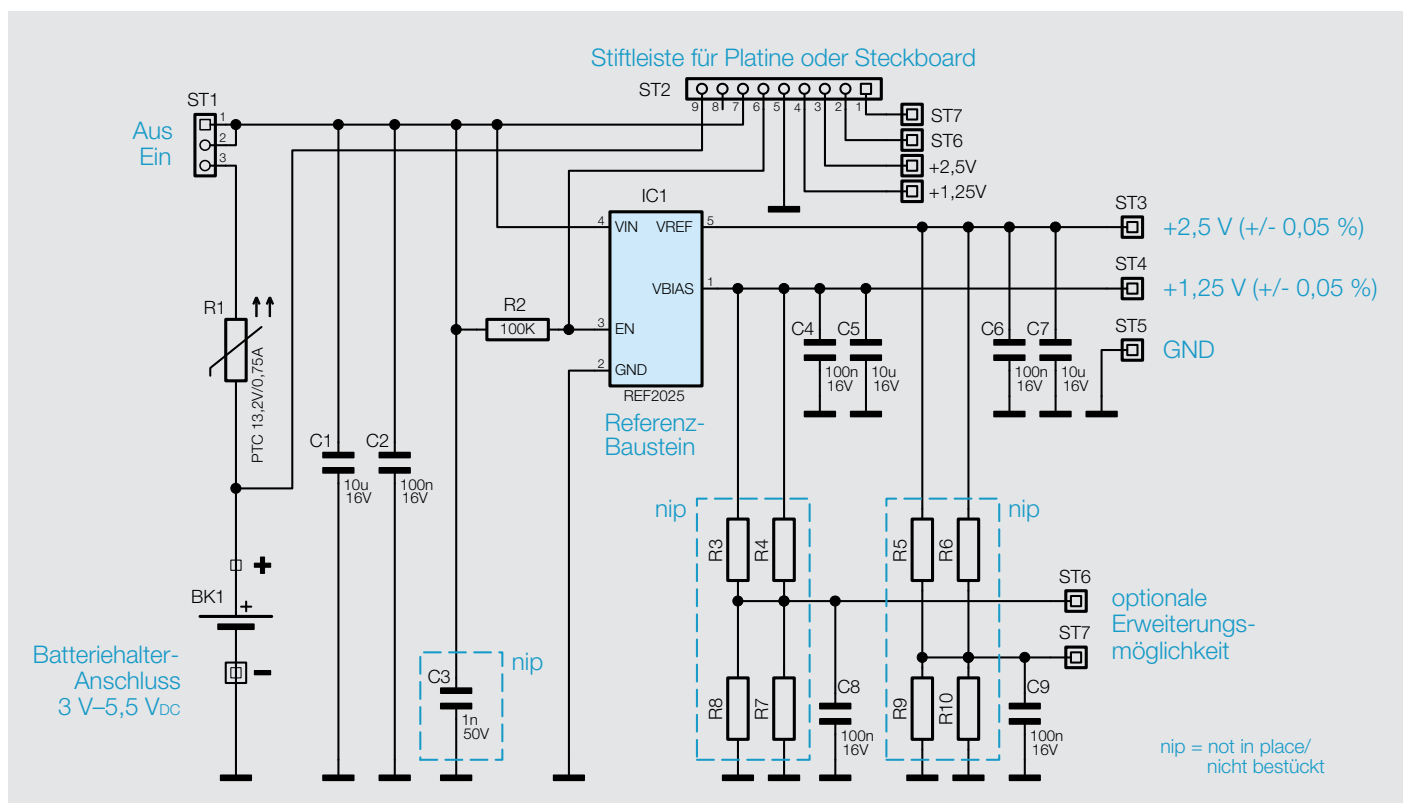 Stiftleiste für Platine oder Steckboard
ST2
9 8 7 6 5 4 3 2 1
ST1
1
2
3
Aus
Ein
ST7
ST6
+2,5V
+1,25V
IC1
4 VIN VREF 5
VBIAS 1
3 EN
2 GND
REF2025
Referenz-
Baustein
ST3
+2,5 V (+/- 0,05 %)
ST4
+1,25 V (+/- 0,05 %)
ST5
GND
R1
PTC 13,2V/0,75A
R2
100K
C4
100n
16V
C5
10u
16V
C6
100n
16V
C7
10u
16V
C1
10u
16V
C2
100n
16V
nip
R3
R4
R5
R6
nip
+
BK1
+
-
Batteriehalter-
Anschluss
3 V–5,5 VDC
nip
C3
1n
50V
R8
R7
C8
100n
16V
R9
R10
C9
100n
16V
ST6
ST7
optionale
Erweiterungs-
möglichkeit
nip = not in place/
nicht bestückt